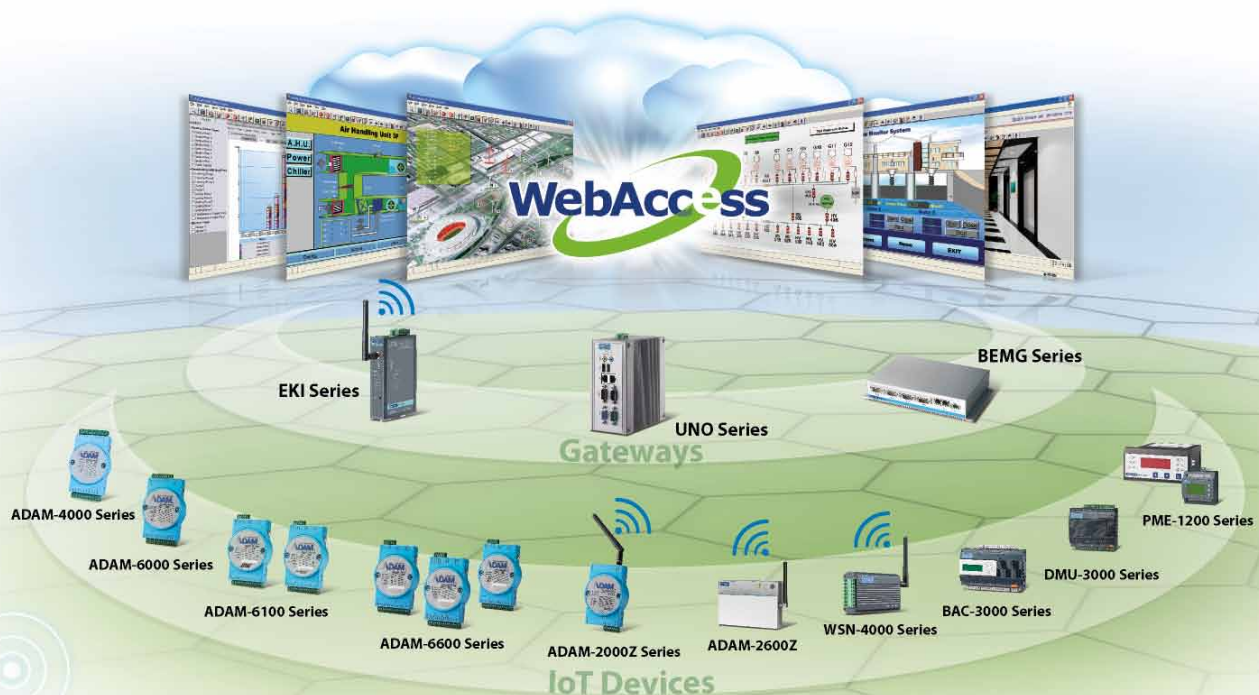 Air Handling Unit
A.H.U.
Power
Chiller
Monitor System
EXIT
WebAccess
EKI Series
UNO Series
BEMG Series
Gateways
ADAM-4000 Series
ADAM-6000 Series
ADAM-6100 Series
ADAM-6600 Series
ADAM-2000Z Series
ADAM-2600Z
WSN-4000 Series
BAC-3000 Series
DMU-3000 Series
PME-1200 Series
IoT Devices